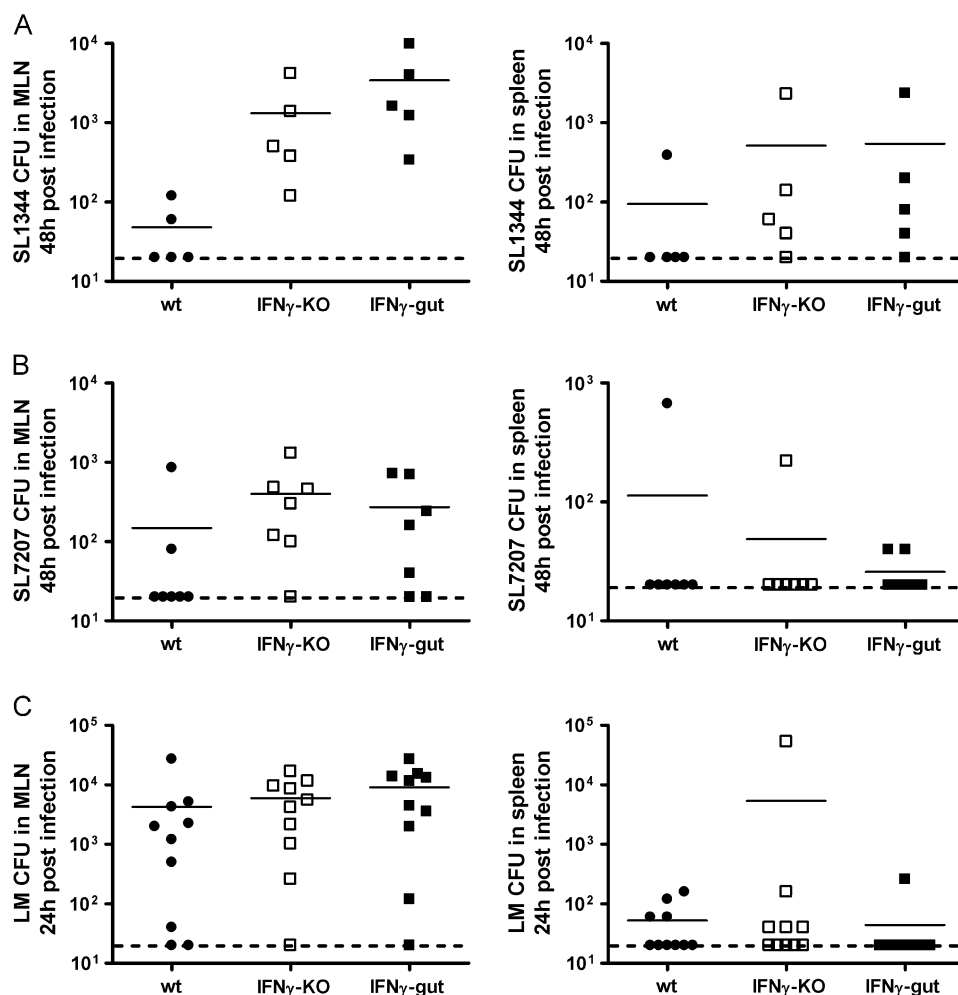 A
SL1344 CFU in MLN
48h post infection
10⁴
10³
10²
10¹
wt
IFNγ-KO
IFNγ-gut
SL1344 CFU in spleen
48h post infection
10⁴
10³
10²
10¹
wt
IFNγ-KO
IFNγ-gut
B
SL7207 CFU in MLN
48h post infection
10⁴
10³
10²
10¹
wt
IFNγ-KO
IFNγ-gut
SL7207 CFU in spleen
48h post infection
10³
10²
10¹
wt
IFNγ-KO
IFNγ-gut
C
LM CFU in MLN
24h post infection
10⁵
10⁴
10³
10²
10¹
wt
IFNγ-KO
IFNγ-gut
LM CFU in spleen
24h post infection
10⁵
10⁴
10³
10²
10¹
wt
IFNγ-KO
IFNγ-gut